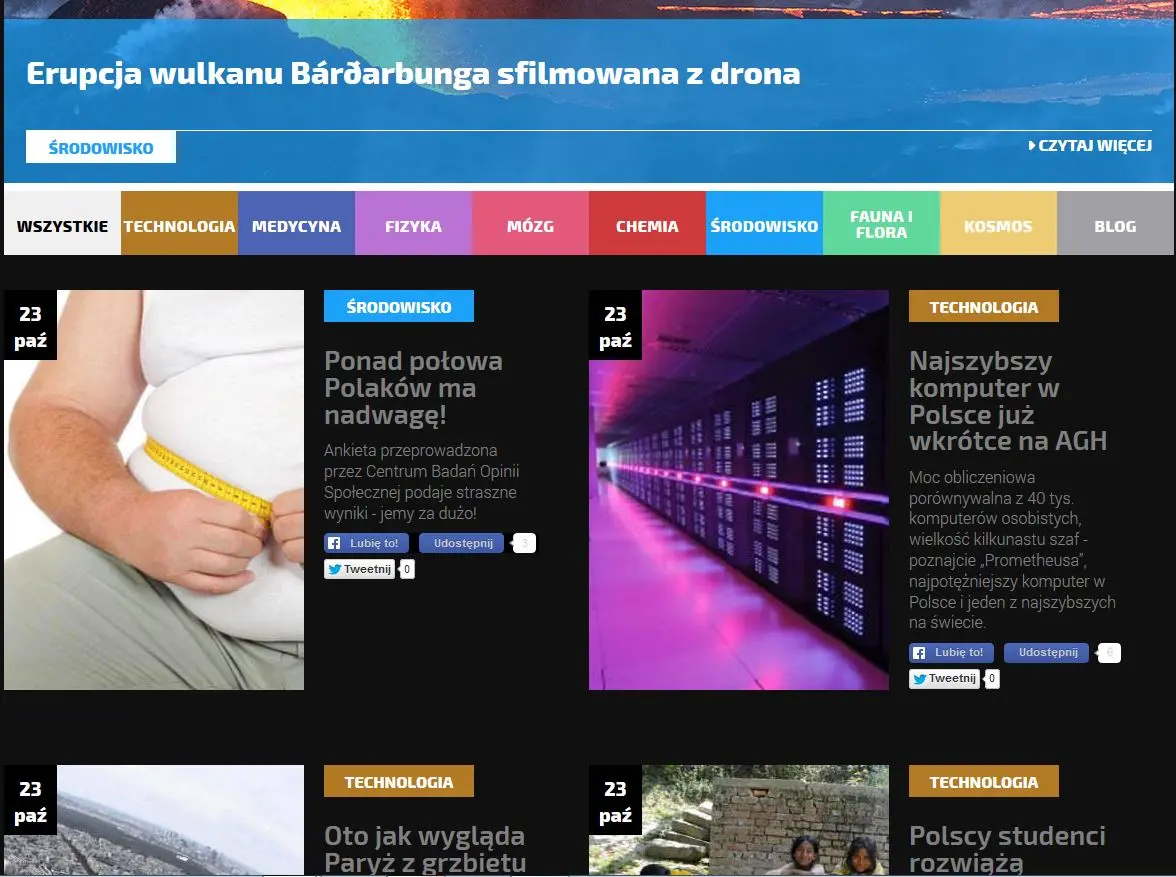 Erupcja wulkanu Bárðarbunga sfilmowana z drona
ŚRODOWISKO
CZYTAJ WIĘCEJ
WSZYSTKIE
TECHNOLOGIA
MEDYCYNA
FIZYKA
MÓZG
CHEMIA
ŚRODOWISKO
FAUNA I
FLORA
KOSMOS
BLOG
23
paź
ŚRODOWISKO
Ponad połowa
Polaków ma
nadwagę!
Ankieta przeprowadzona
przez Centrum Badań Opinii
Społecznej podaje straszne
wyniki - jemy za dużo!
Lubię to!
Udostępnij
3
Tweetnij
0
23
paź
TECHNOLOGIA
Najszybszy
komputer w
Polsce już
wkrótce na AGH
Moc obliczeniowa
porównywalna z 40 tys.
komputerów osobistych,
wielkość kilkunastu szaf -
poznajcie „Prometheusa”,
najpotężniejszy komputer w
Polsce i jeden z najszybszych
na świecie.
Lubię to!
Udostępnij
6
Tweetnij
0
23
paź
TECHNOLOGIA
Oto jak wygląda
Paryż z grzbietu
23
paź
TECHNOLOGIA
Polscy studenci
rozwiążą